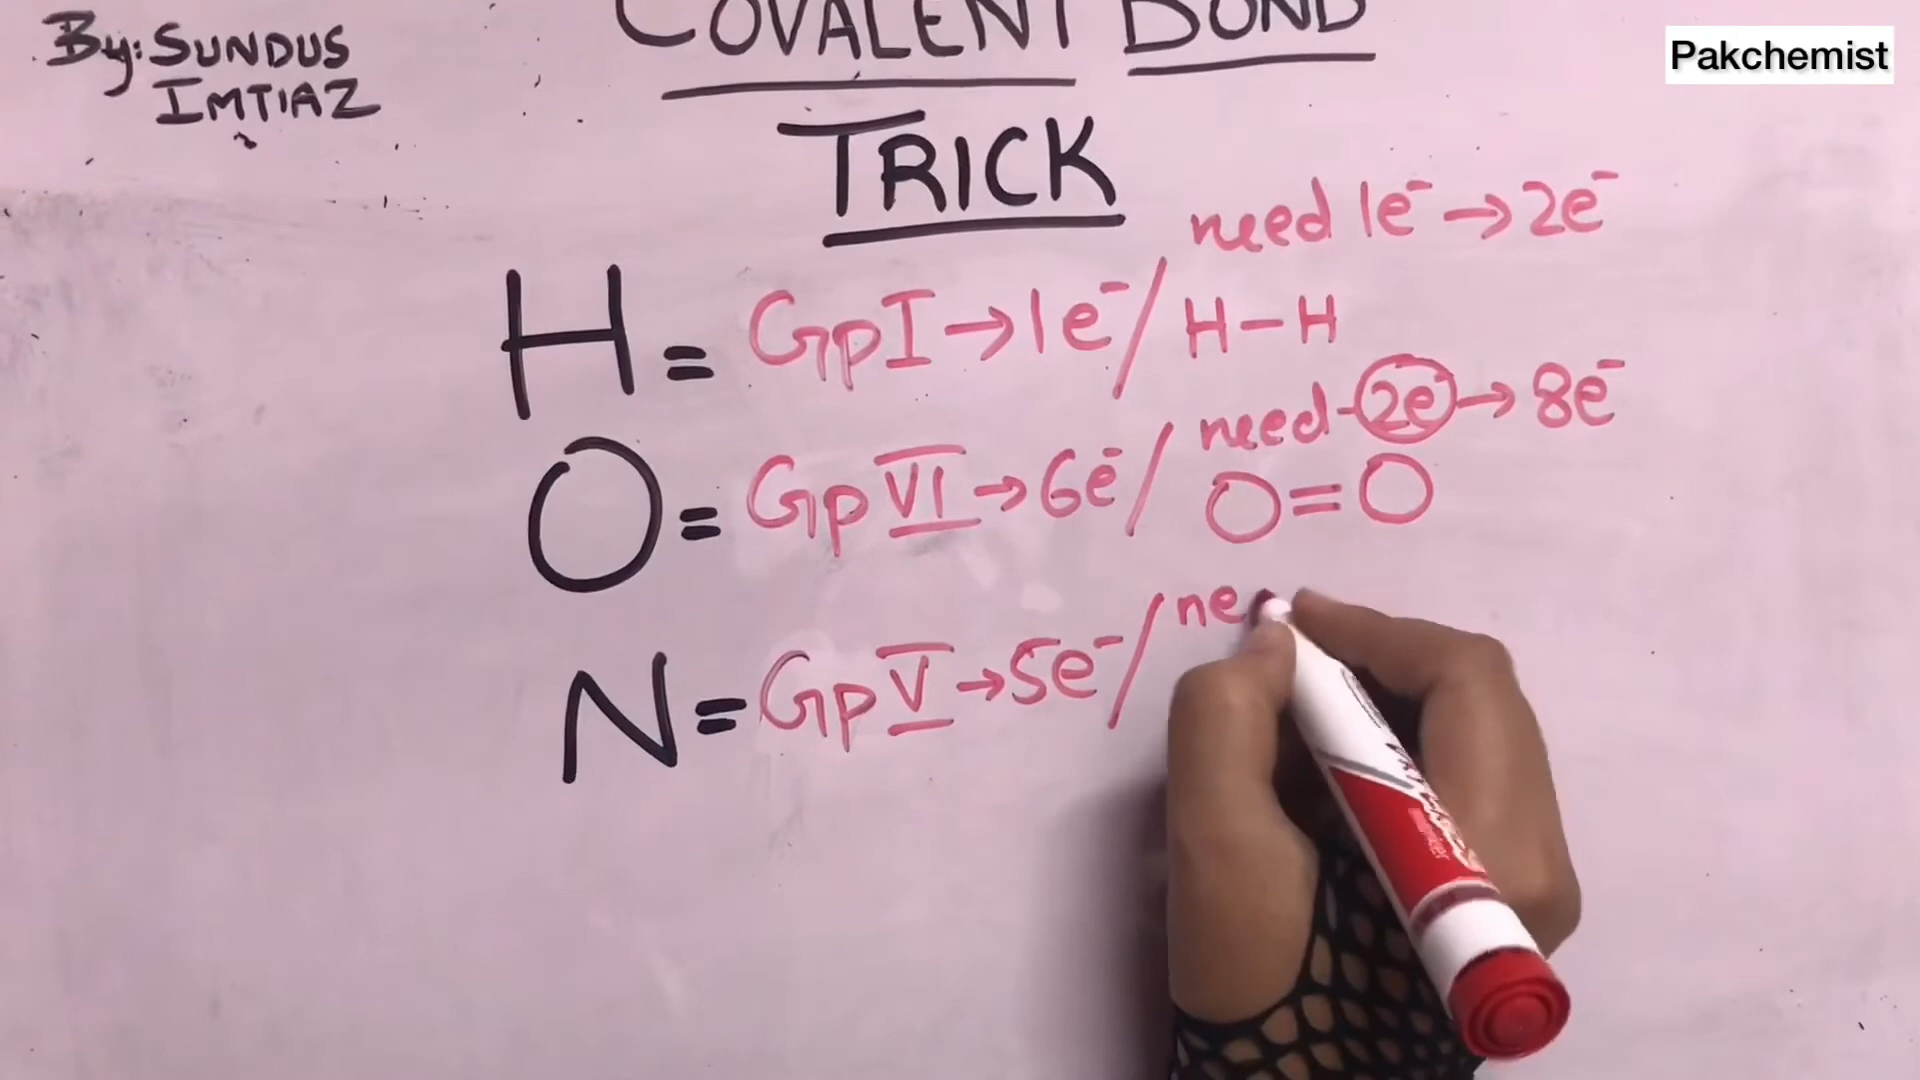 By: SUNDUS
IMTIAZ
COVALENT BOND
TRICK
Pakchemist
need 1e⁻ → 2e⁻
H = Gp I → 1e⁻ / H – H
need 2e⁻ → 8e⁻
O = Gp VI → 6e⁻ / O = O
ne
N = Gp V → 5e⁻ /